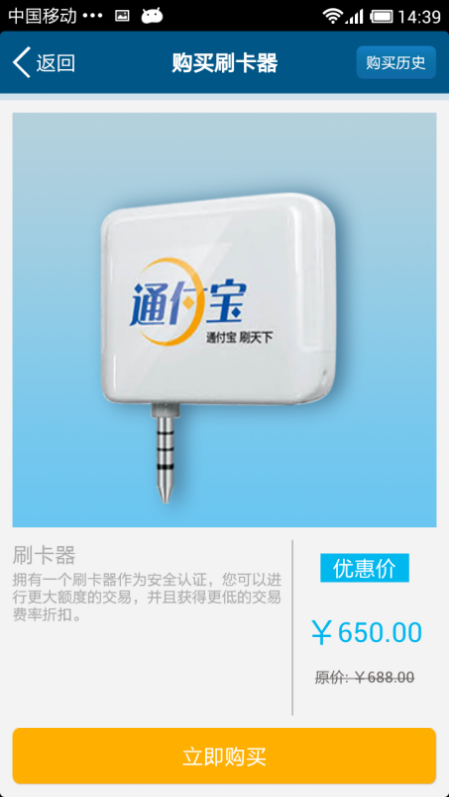 中国移动 ••• 14:39
返回 购买刷卡器 购买历史
通付宝
通付宝 刷天下
刷卡器
拥有一个刷卡器作为安全认证，您可以进
行更大额度的交易，并且获得更低的交易
费率折扣。
优惠价
￥650.00
原价:￥688.00
立即购买